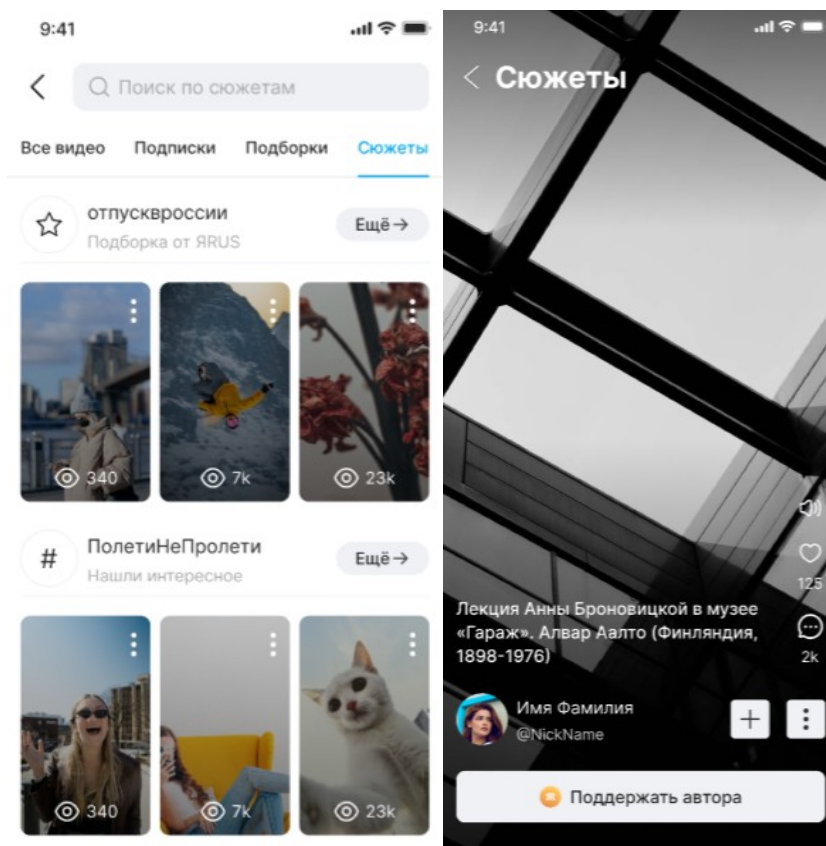 9:41
Поиск по сюжетам
Все видео Подписки Подборки Сюжеты
отпусквроссии
Подборка от ЯRUS
Ещё →
340 7k 23k
#
ПолетиНеПролети
Нашли интересное
Ещё →
340 7k 23k
9:41
Сюжеты
125
Лекция Анны Броновицкой в музее
«Гараж». Алвар Аалто (Финляндия,
1898-1976)
2k
Имя Фамилия
@NickName
Поддержать автора